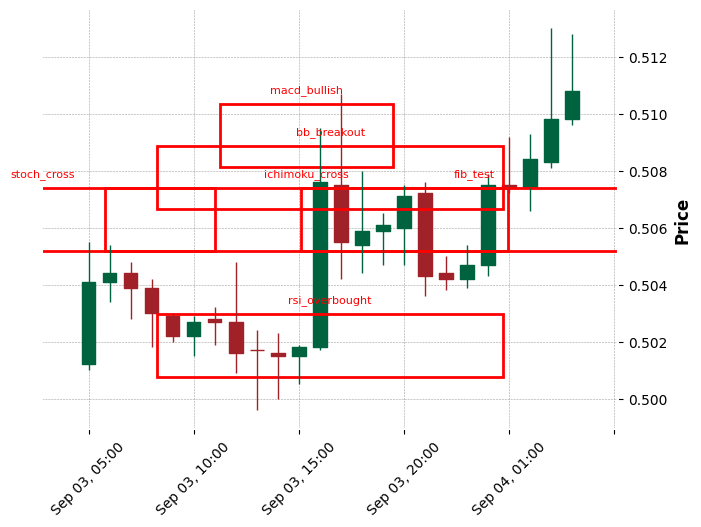 0.512
macd_bullish
0.510
bb_breakout
stoch_cross
ichimoku_cross
fib_test
0.508
Price
0.506
0.504
rsi_overbought
0.502
0.500
Sep 03, 05:00
Sep 03, 10:00
Sep 03, 15:00
Sep 03, 20:00
Sep 04, 01:00